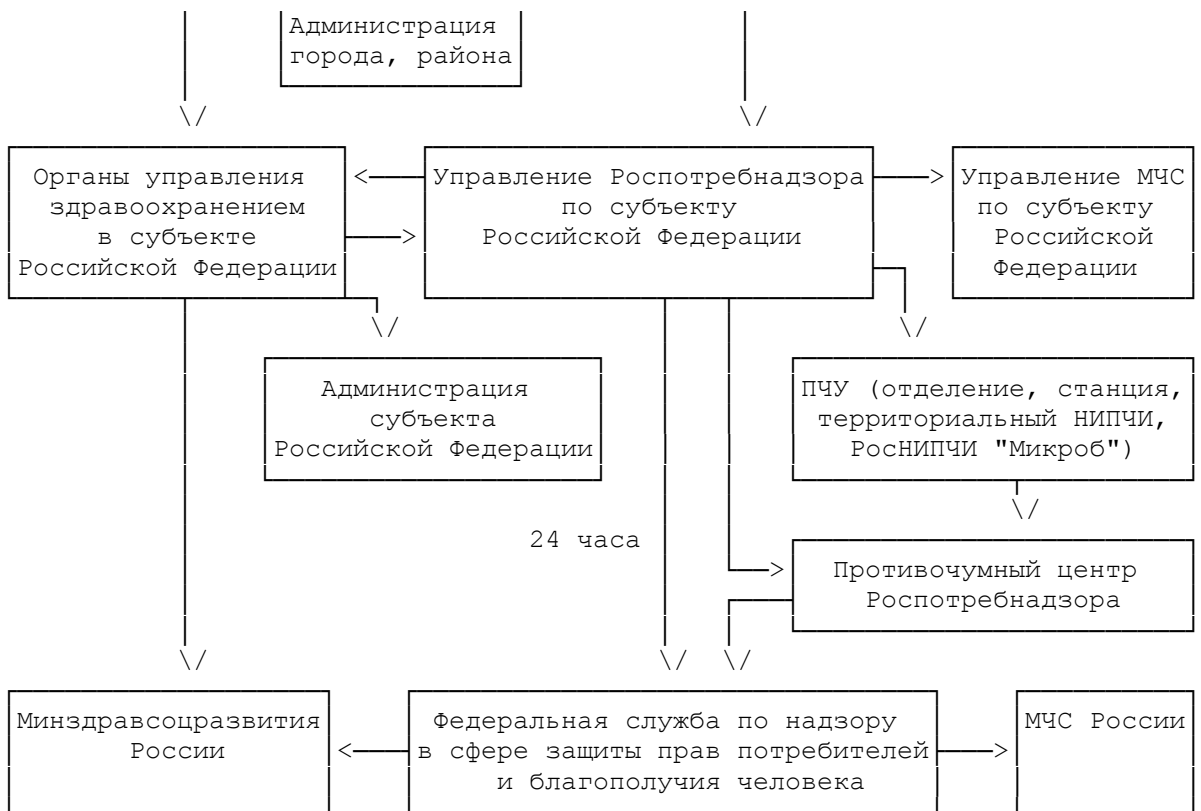 Администрация
города, района
Органы управления
здравоохранением
в субъекте
Российской Федерации
Управление Роспотребнадзора
по субъекту
Российской Федерации
Управление МЧС
по субъекту
Российской
Федерации
Администрация
субъекта
Российской Федерации
ПЧУ (отделение, станция,
территориальный НИПЧИ,
РосНИПЧИ "Микроб")
24 часа
Противочумный центр
Роспотребнадзора
Минздравсоцразвития
России
Федеральная служба по надзору
в сфере защиты прав потребителей
и благополучия человека
МЧС России